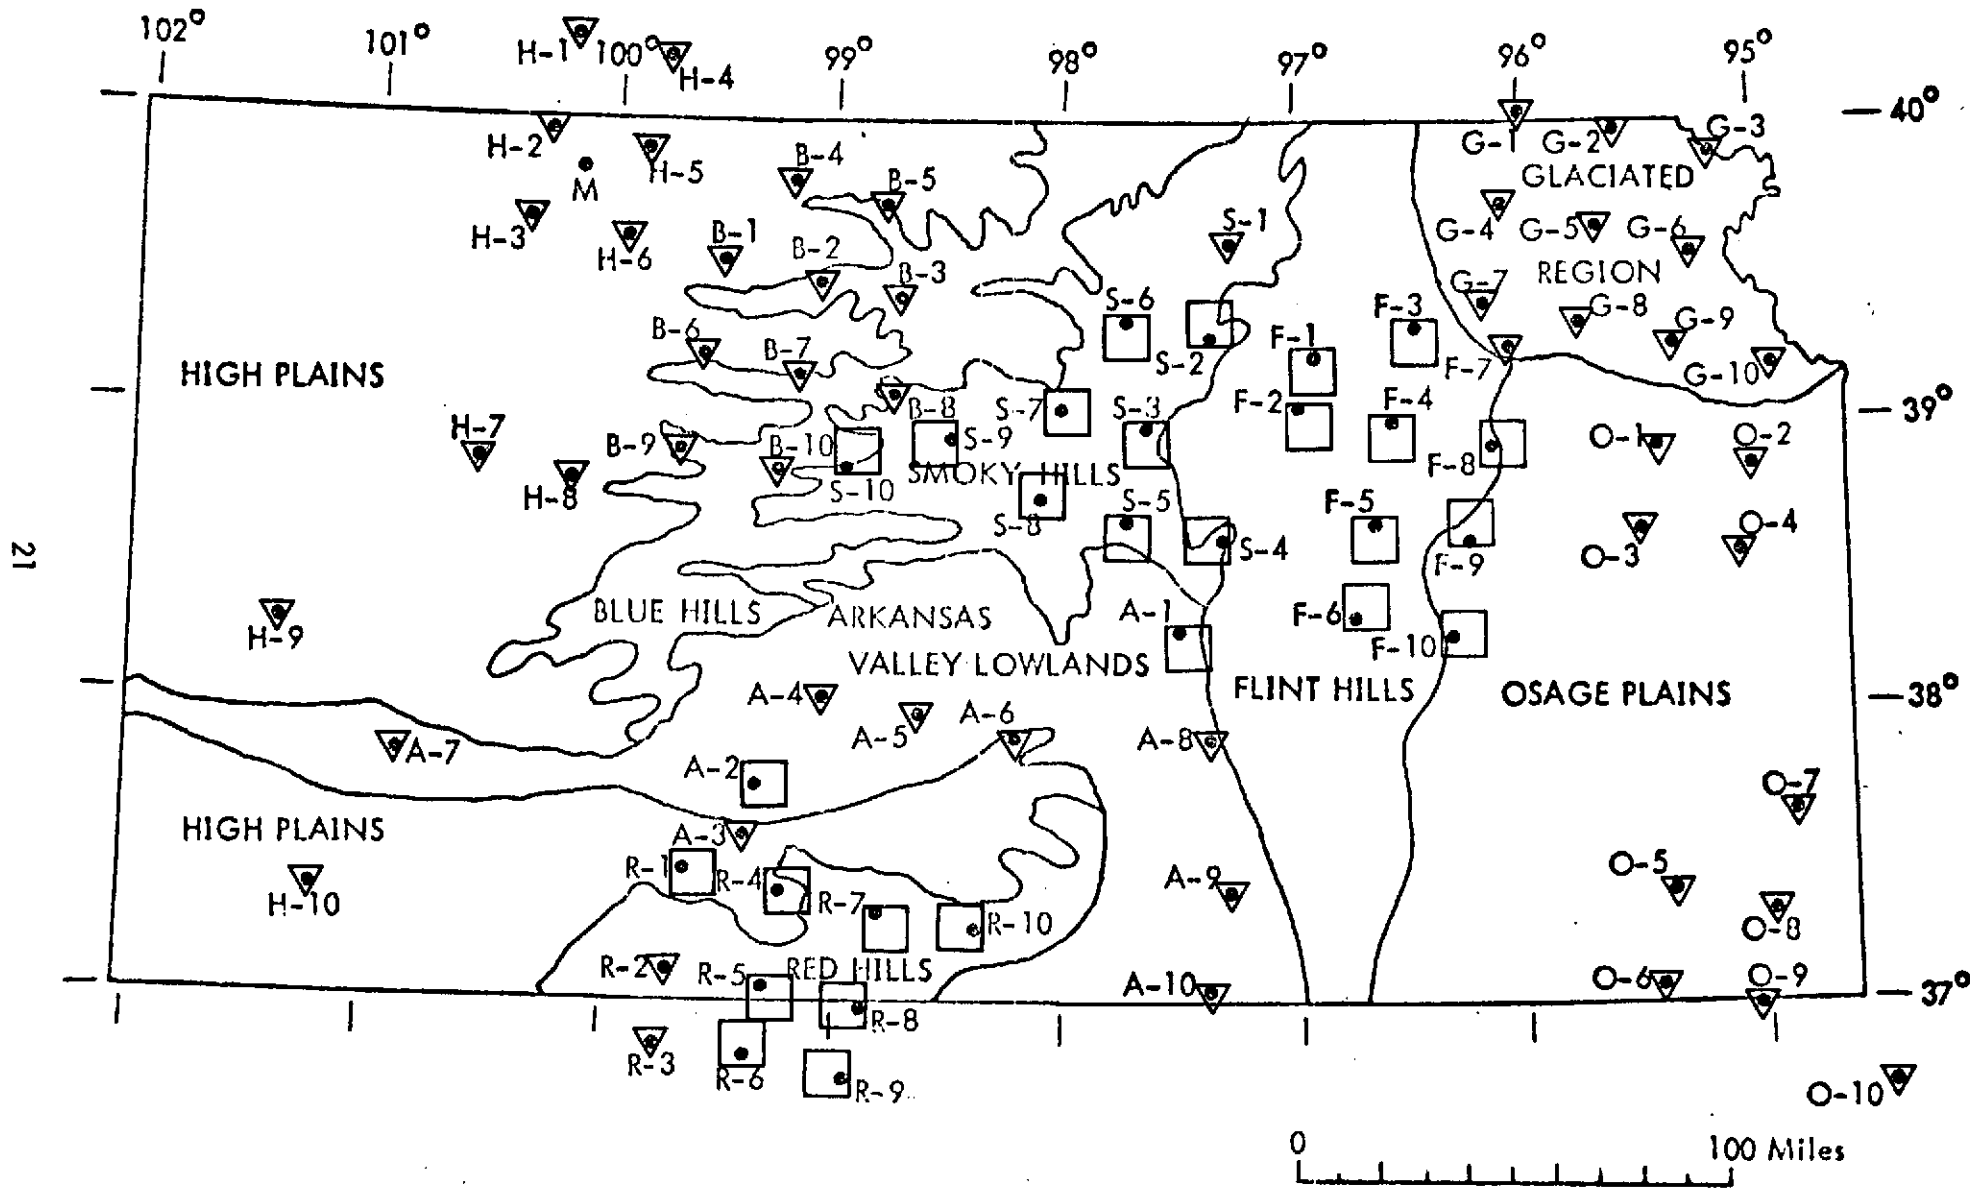 102°
101°
H-1
100°
H-4
99°
98°
97°
96°
95°
40°
H-2
M
H-5
B-4
B-5
G-1
G-2
G-3
GLACIATED
H-3
H-6
B-1
B-2
B-3
S-1
G-4
G-5
G-6
REGION
G-7
G-8
G-9
G-10
S-6
S-2
F-1
F-3
F-7
B-6
B-7
HIGH PLAINS
39°
B-8
S-7
S-3
F-2
F-4
F-8
O-1
O-2
H-7
H-8
B-9
B-10
S-9
S-10
SMOKY HILLS
S-8
S-5
S-4
F-5
F-9
O-3
O-4
21
H-9
BLUE HILLS
ARKANSAS
VALLEY LOWLANDS
A-1
F-6
F-10
FLINT HILLS
OSAGE PLAINS
38°
A-4
A-5
A-6
A-7
A-8
A-2
A-3
O-7
HIGH PLAINS
H-10
R-1
R-4
R-7
R-10
A-9
O-5
O-8
R-2
R-5
RED HILLS
R-8
A-10
O-6
O-9
37°
R-3
R-6
R-9
O-10
0
100 Miles